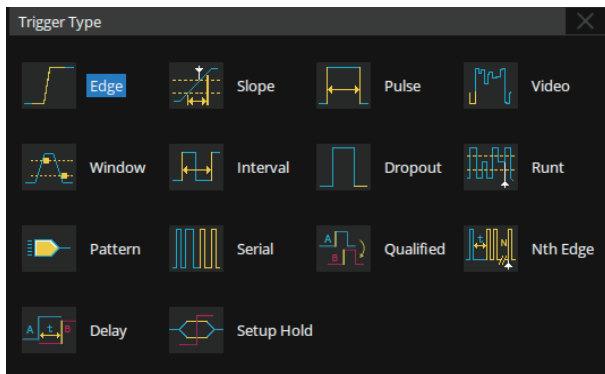 Trigger Type
Edge Slope Pulse Video
Window Interval Dropout Runt
Pattern Serial A B Qualified t N Nth Edge
A t B Delay Setup Hold